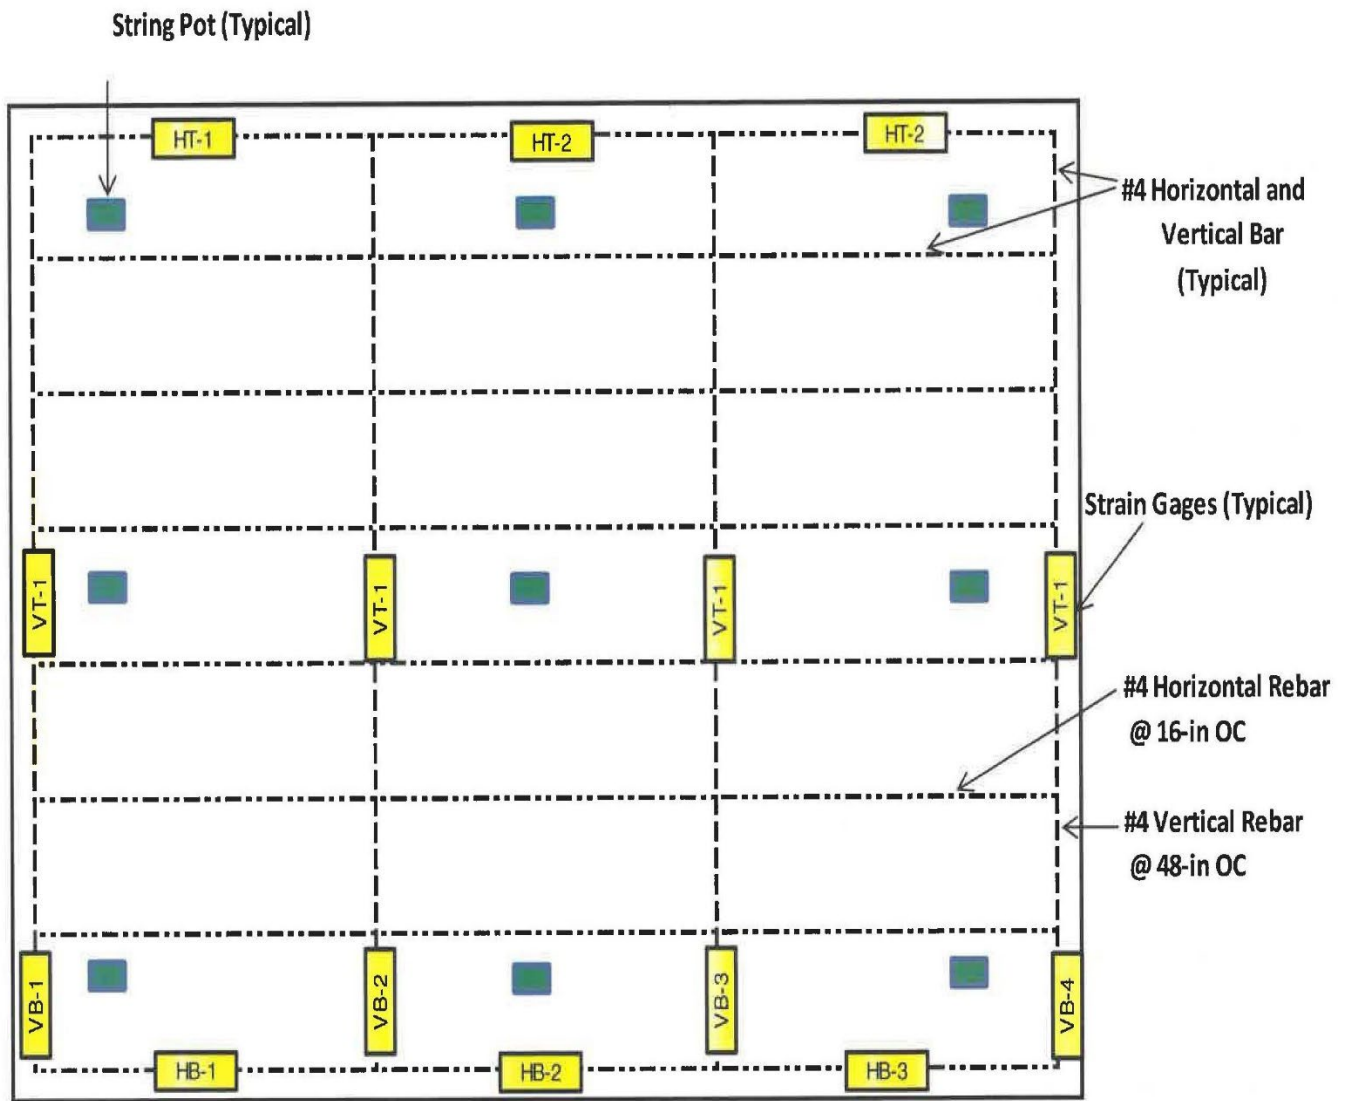 String Pot (Typical)
HT-1
HT-2
HT-2
#4 Horizontal and
Vertical Bar
(Typical)
Strain Gages (Typical)
VT-1
VT-1
VT-1
VT-1
#4 Horizontal Rebar
@ 16-in OC
#4 Vertical Rebar
@ 48-in OC
VB-1
VB-2
VB-3
VB-4
HB-1
HB-2
HB-3